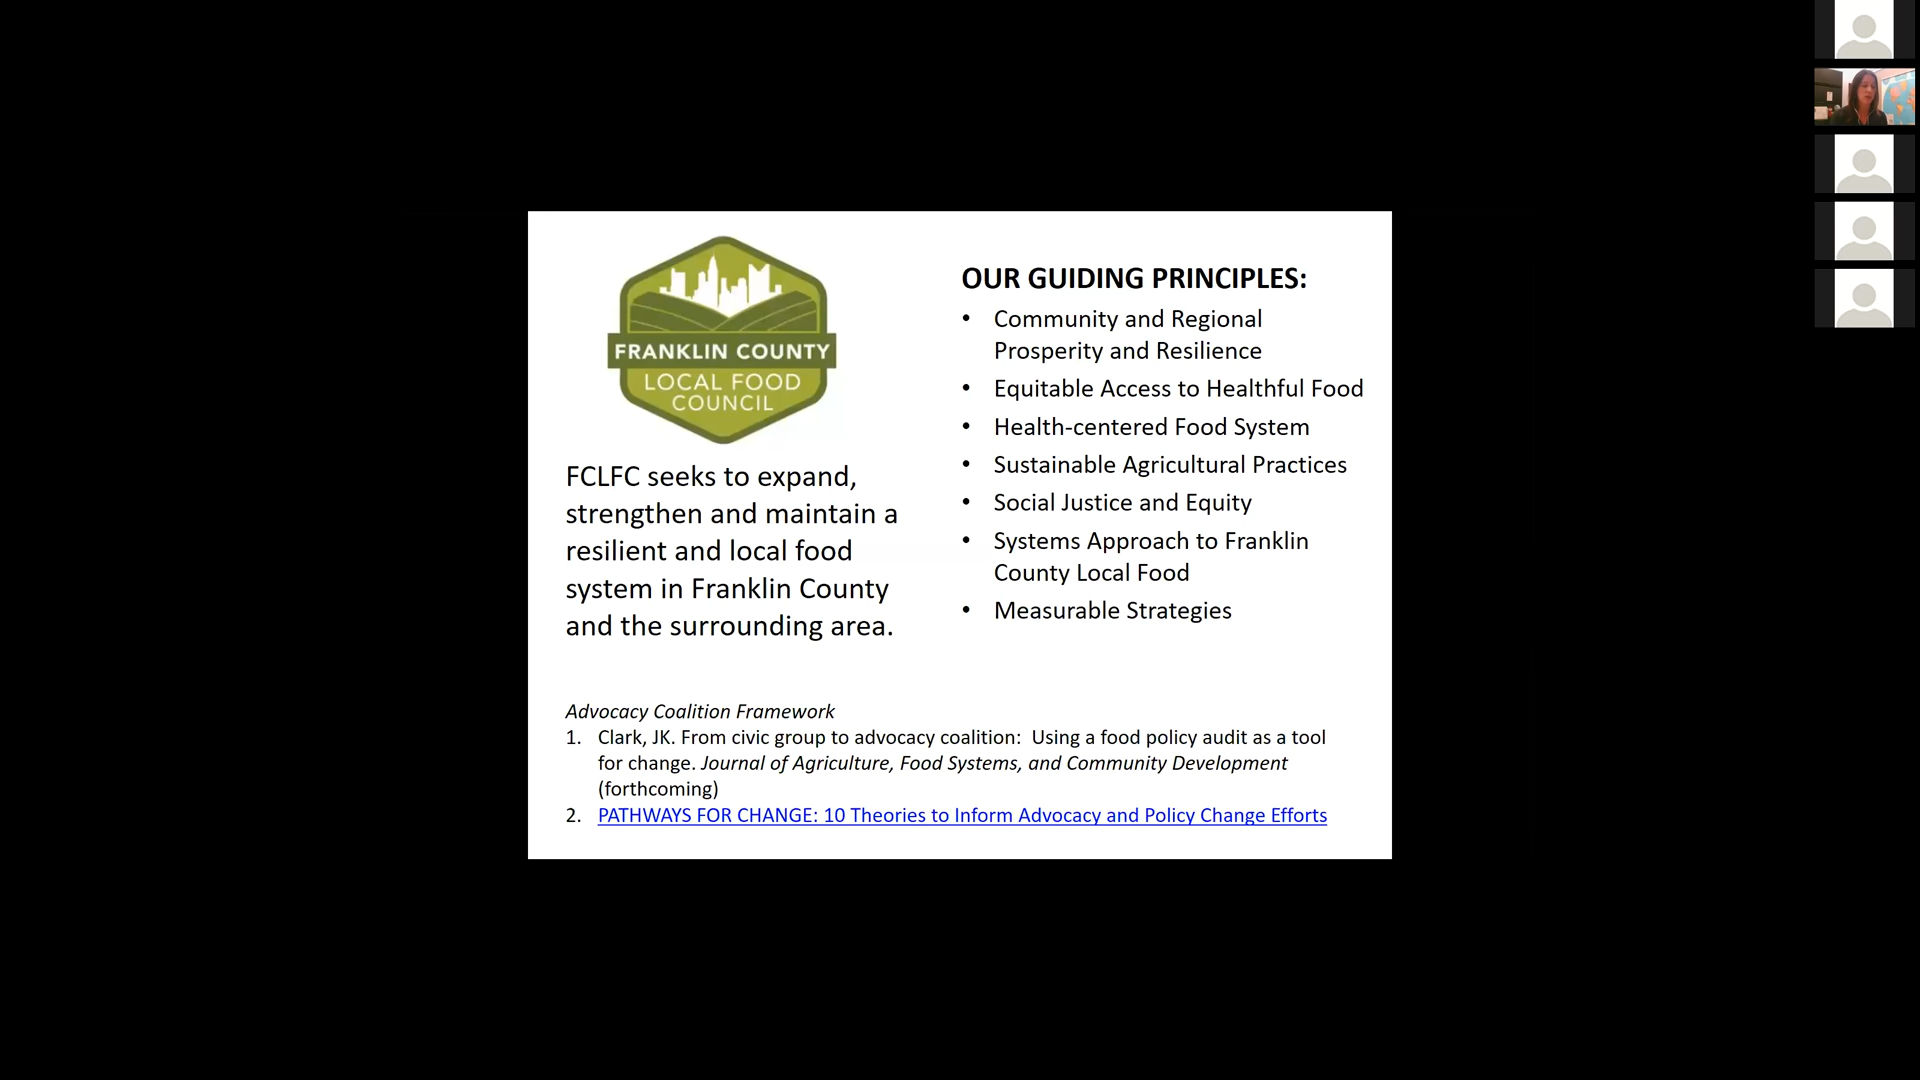 FRANKLIN COUNTY
LOCAL FOOD
COUNCIL
FCLFC seeks to expand,
strengthen and maintain a
resilient and local food
system in Franklin County
and the surrounding area.
OUR GUIDING PRINCIPLES:
• Community and Regional
Prosperity and Resilience
• Equitable Access to Healthful Food
• Health-centered Food System
• Sustainable Agricultural Practices
• Social Justice and Equity
• Systems Approach to Franklin
County Local Food
• Measurable Strategies
Advocacy Coalition Framework
1. Clark, JK. From civic group to advocacy coalition: Using a food policy audit as a tool
for change. Journal of Agriculture, Food Systems, and Community Development
(forthcoming)
2. PATHWAYS FOR CHANGE: 10 Theories to Inform Advocacy and Policy Change Efforts